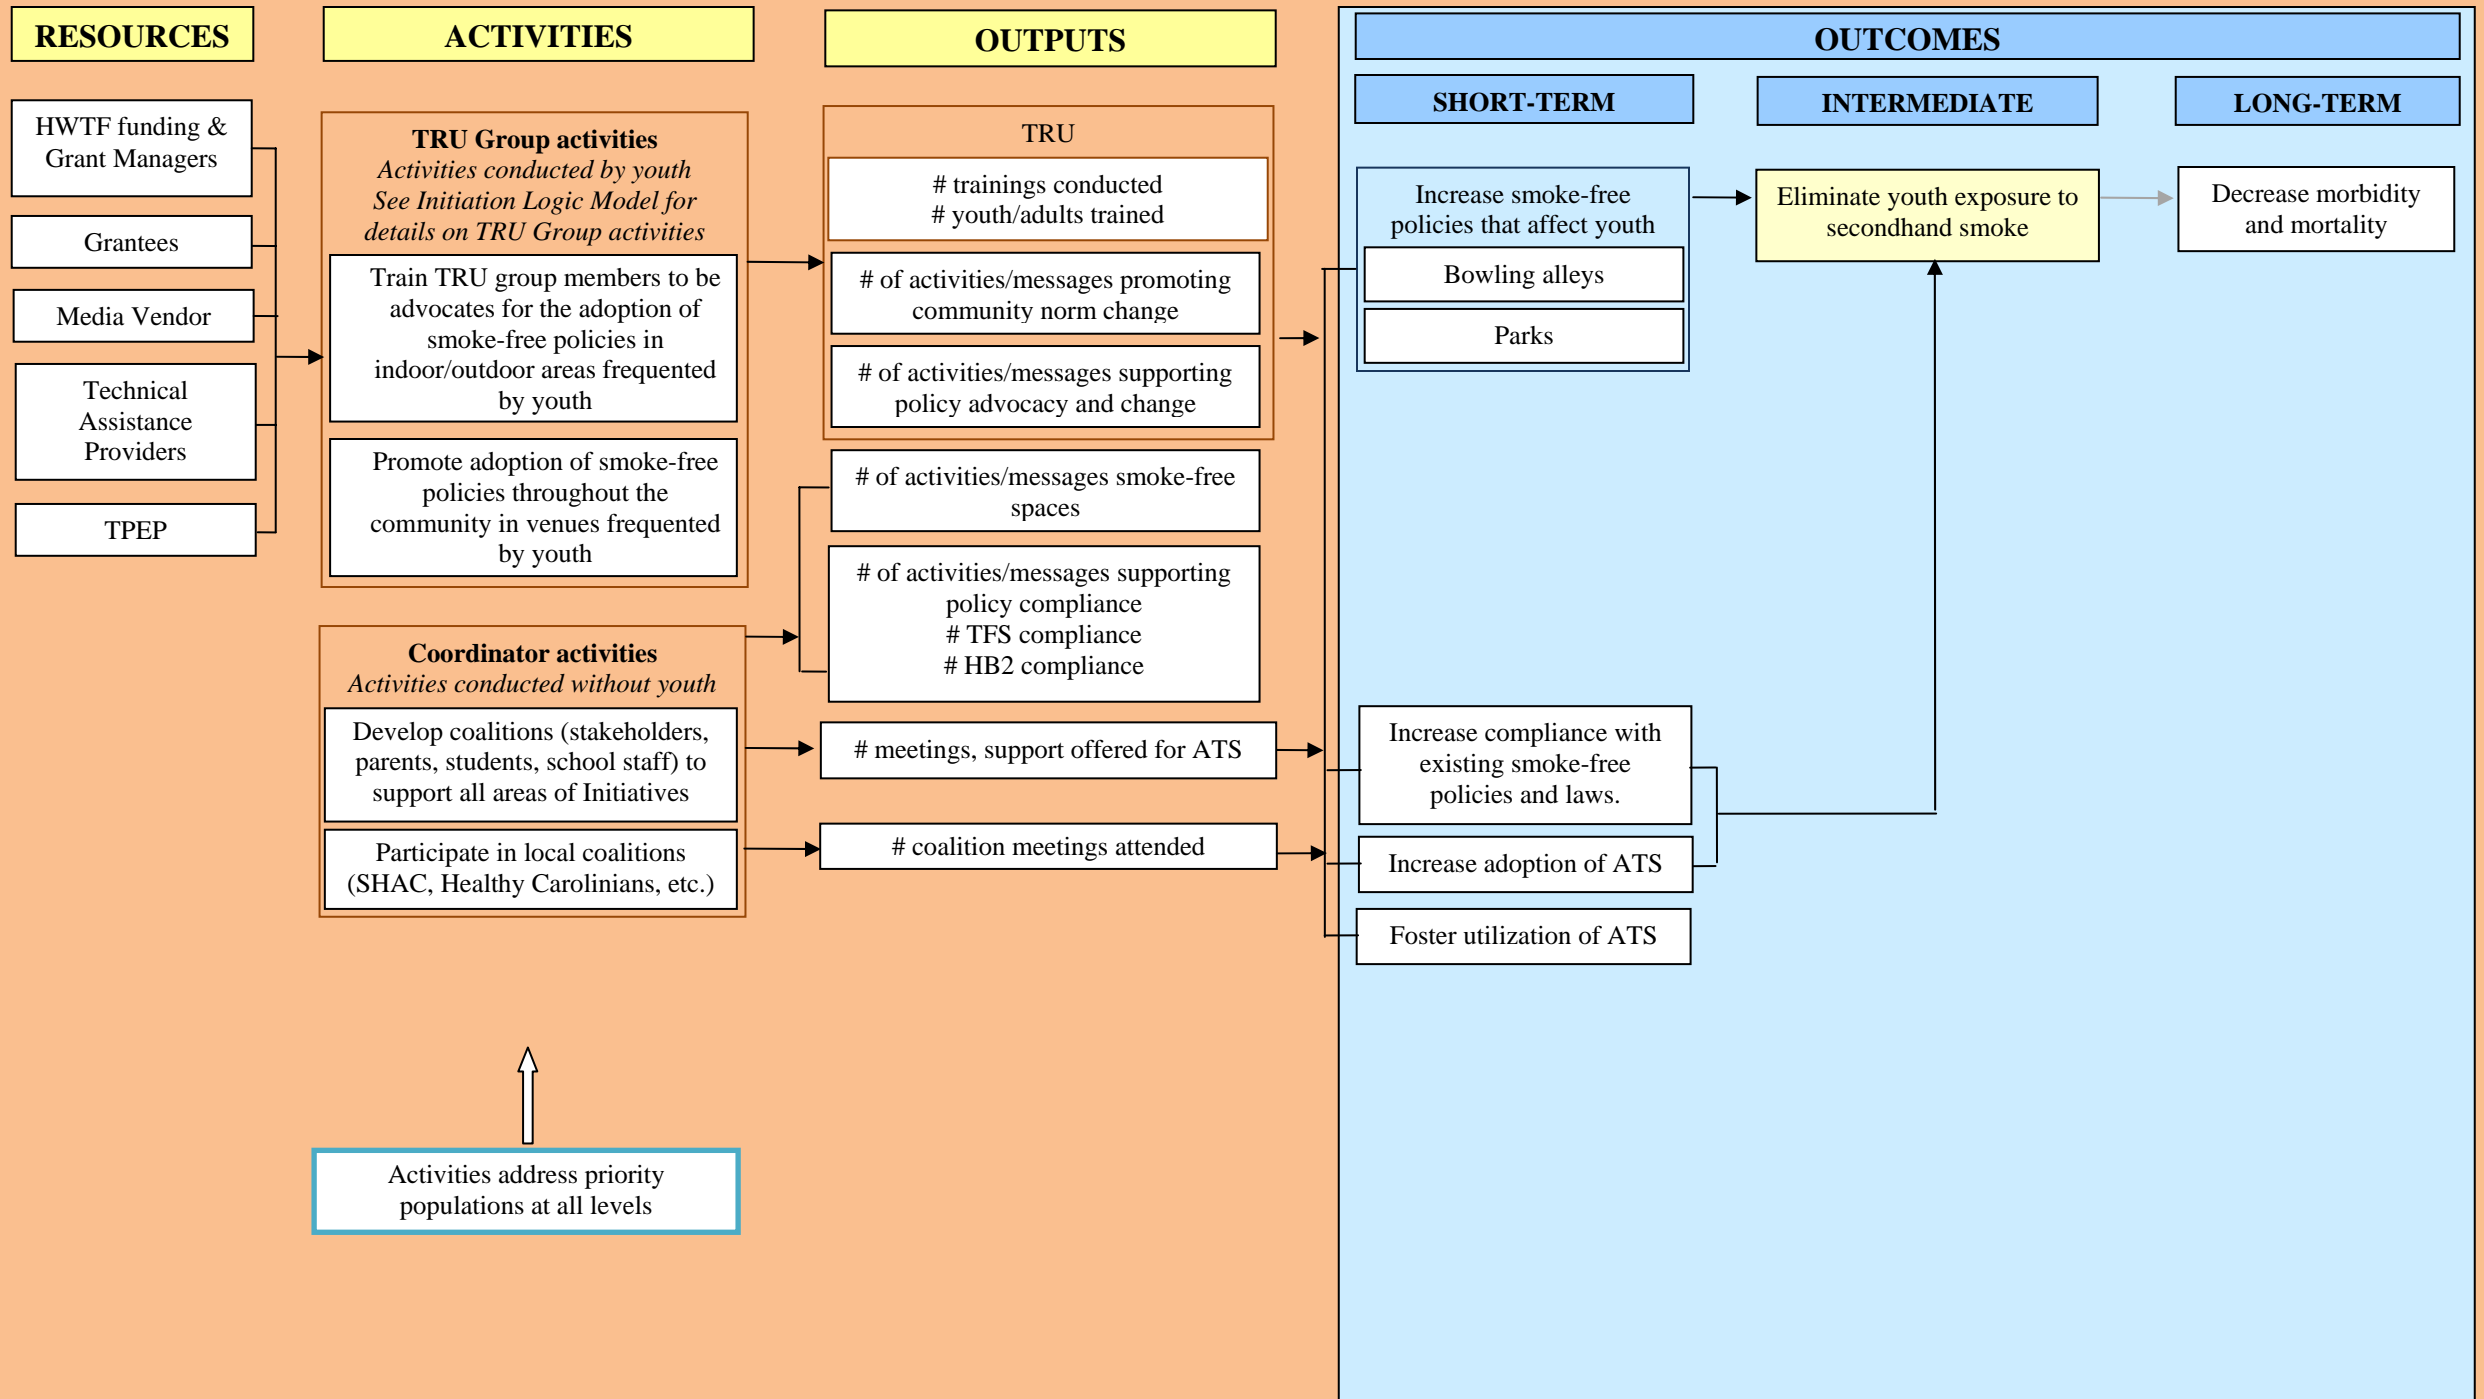 RESOURCES
HWTF funding &
Grant Managers
Grantees
Media Vendor
Technical
Assistance
Providers
TPEP
ACTIVITIES
TRU Group activities
Activities conducted by youth
See Initiation Logic Model for
details on TRU Group activities
Train TRU group members to be
advocates for the adoption of
smoke-free policies in
indoor/outdoor areas frequented
by youth
Promote adoption of smoke-free
policies throughout the
community in venues frequented
by youth
Coordinator activities
Activities conducted without youth
Develop coalitions (stakeholders,
parents, students, school staff) to
support all areas of Initiatives
Participate in local coalitions
(SHAC, Healthy Carolinians, etc.)
Activities address priority
populations at all levels
OUTPUTS
TRU
# trainings conducted
# youth/adults trained
# of activities/messages promoting
community norm change
# of activities/messages supporting
policy advocacy and change
# of activities/messages smoke-free
spaces
# of activities/messages supporting
policy compliance
# TFS compliance
# HB2 compliance
# meetings, support offered for ATS
# coalition meetings attended
OUTCOMES
SHORT-TERM
Increase smoke-free
policies that affect youth
Bowling alleys
Parks
Increase compliance with
existing smoke-free
policies and laws.
Increase adoption of ATS
Foster utilization of ATS
INTERMEDIATE
Eliminate youth exposure to
secondhand smoke
LONG-TERM
Decrease morbidity
and mortality